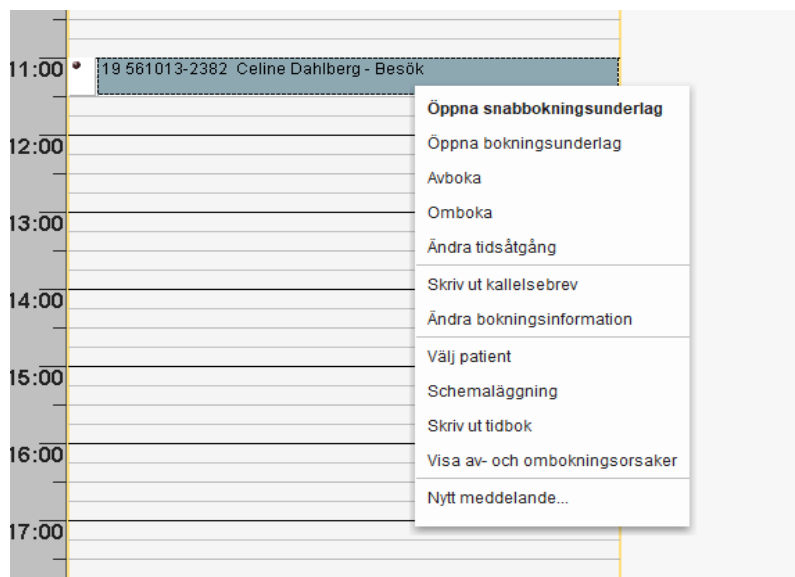 11:00
19 561013-2382 Celine Dahlberg - Besök
Öppna snabbokningsunderlag
12:00
Öppna bokningsunderlag
Avboka
13:00
Omboka
Ändra tidsåtgång
14:00
Skriv ut kallelsebrev
Ändra bokningsinformation
15:00
Välj patient
Schemaläggning
Skriv ut tidbok
16:00
Visa av- och ombokningsorsaker
Nytt meddelande...
17:00